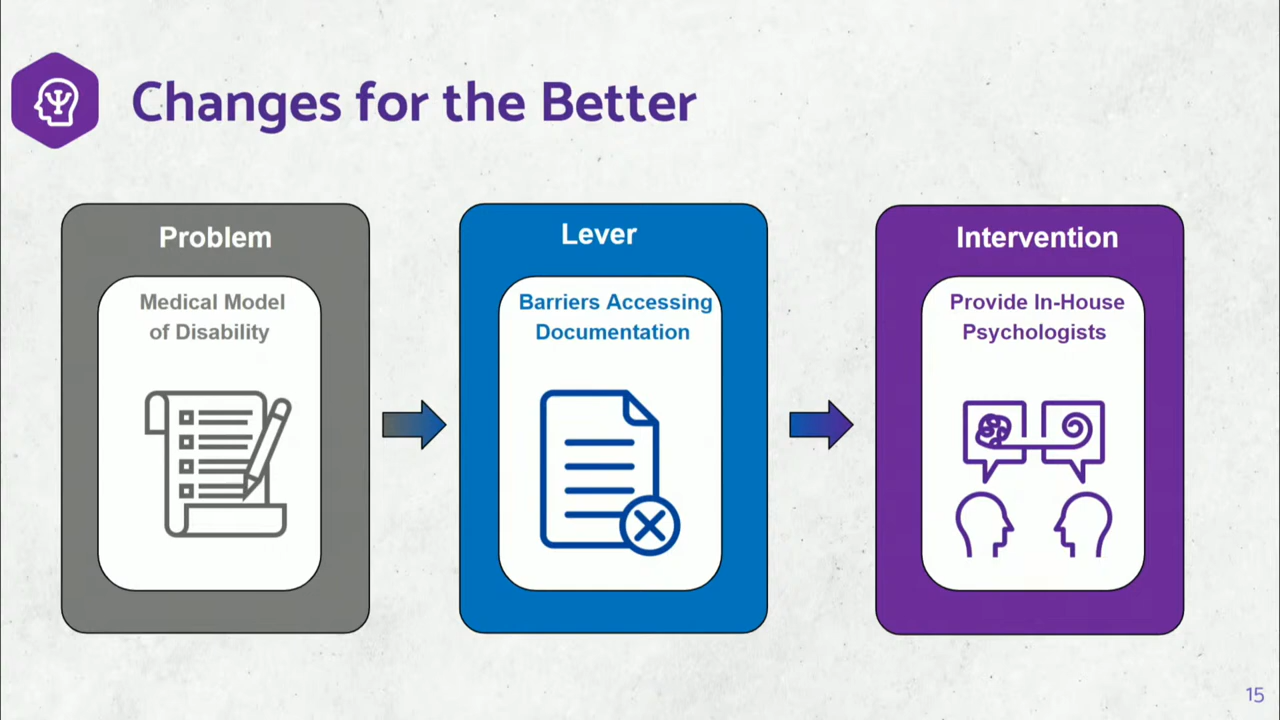 Changes for the Better
Problem
Medical Model
of Disability
Lever
Barriers Accessing
Documentation
Intervention
Provide In-House
Psychologists
15